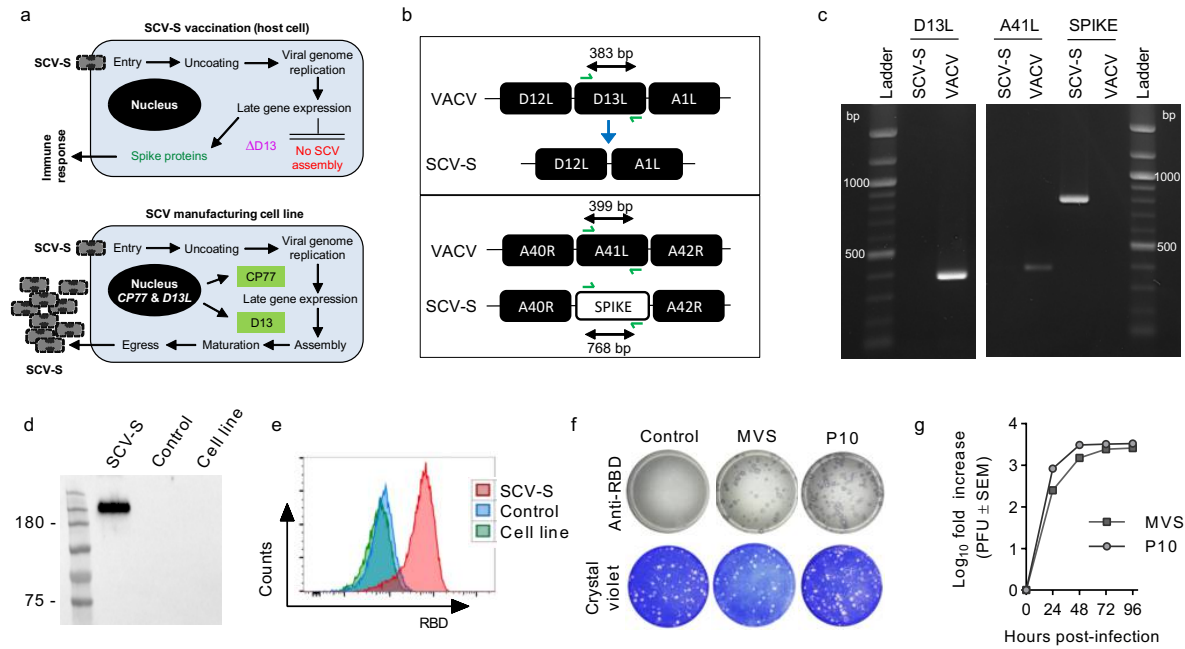 a
SCV-S vaccination (host cell)
SCV-S
Entry
Uncoating
Viral genome
replication
Nucleus
Late gene expression
Immune
response
Spike proteins
ΔD13
No SCV
assembly
SCV manufacturing cell line
SCV-S
Entry
Uncoating
Viral genome
replication
Nucleus
CP77 & D13L
CP77
Late gene expression
D13
Egress
Maturation
Assembly
SCV-S
b
383 bp
VACV
D12L
D13L
A1L
SCV-S
D12L
A1L
399 bp
VACV
A40R
A41L
A42R
SCV-S
A40R
SPIKE
A42R
768 bp
c
D13L
A41L
SPIKE
Ladder
SCV-S
VACV
SCV-S
VACV
SCV-S
VACV
Ladder
bp
bp
1000
1000
500
500
d
SCV-S
Control
Cell line
180 -
75 -
e
SCV-S
Control
Cell line
Counts
RBD
f
Control
MVS
P10
Anti-RBD
Crystal
violet
g
Log10 fold increase
(PFU ± SEM)
4
3
2
1
0
MVS
P10
0 24 48 72 96
Hours post-infection